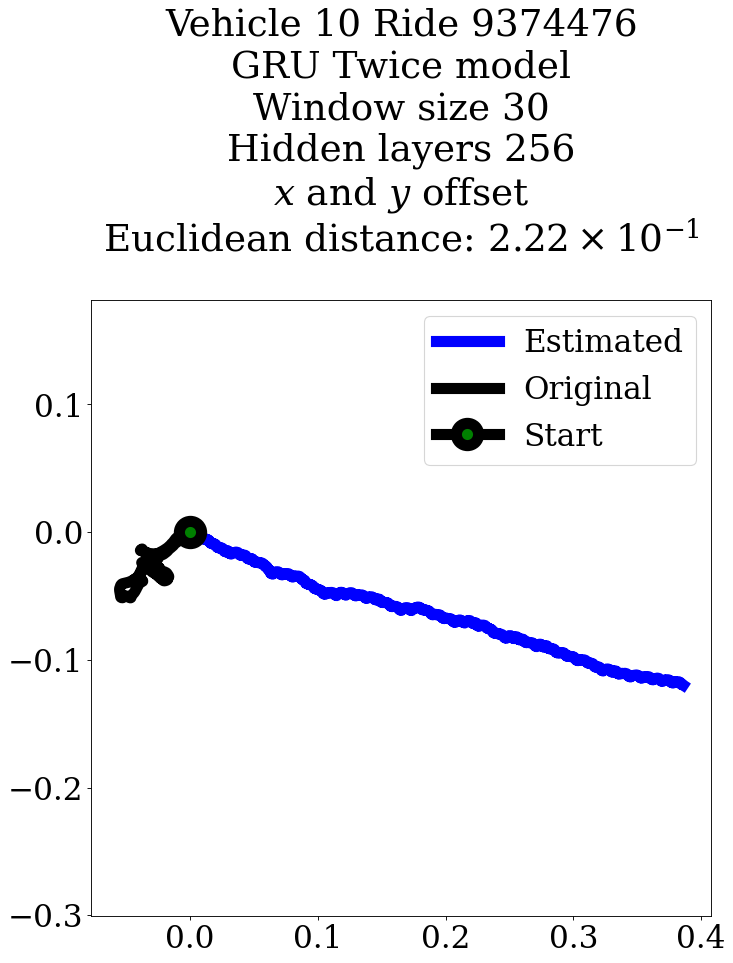 Vehicle 10 Ride 9374476
GRU Twice model
Window size 30
Hidden layers 256
x and y offset
Euclidean distance: 2.22 × 10⁻¹
Estimated
Original
Start
0.1
0.0
−0.1
−0.2
−0.3
0.0 0.1 0.2 0.3 0.4